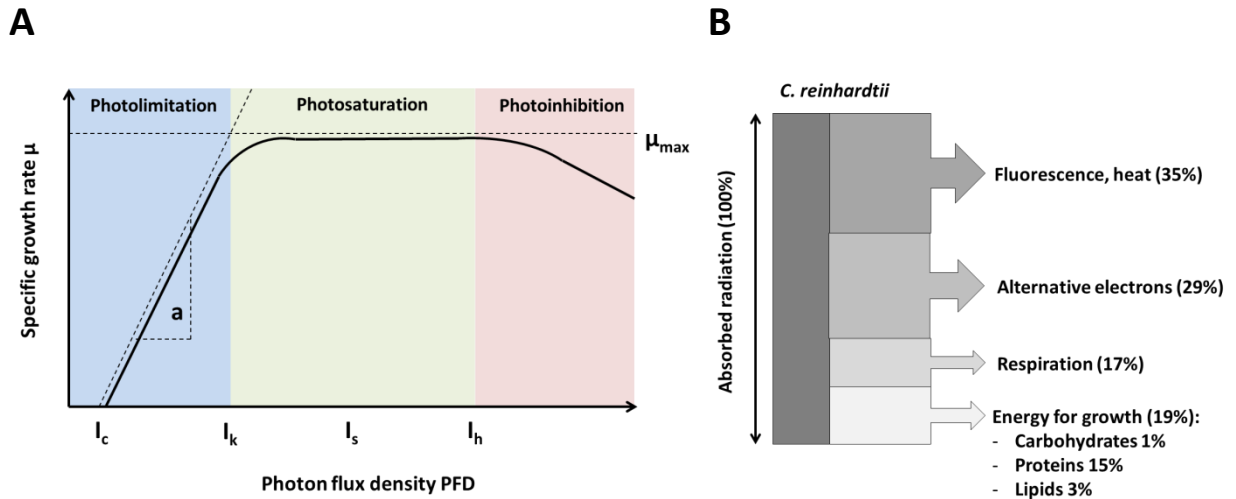 A
Photolimitation
Photosaturation
Photoinhibition
Specific growth rate μ
μmax
a
Ic
Ik
Is
Ih
Photon flux density PFD
B
C. reinhardtii
Absorbed radiation (100%)
Fluorescence, heat (35%)
Alternative electrons (29%)
Respiration (17%)
Energy for growth (19%):
- Carbohydrates 1%
- Proteins 15%
- Lipids 3%